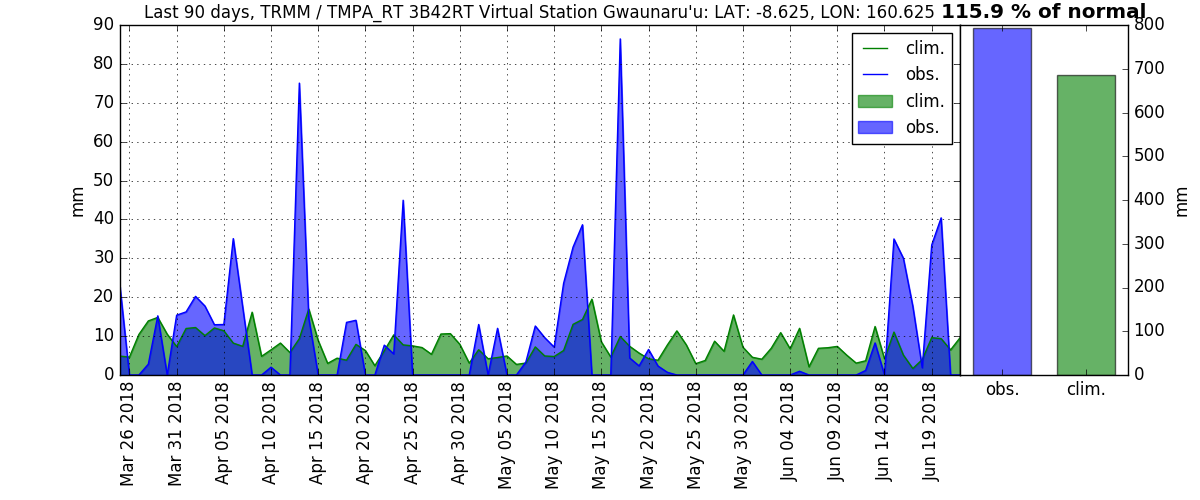 Last 90 days, TRMM / TMPA_RT 3B42RT Virtual Station Gwaunaru'u: LAT: -8.625, LON: 160.625 115.9 % of normal
90
80
70
60
50
40
30
20
10
0
mm
clim.
obs.
clim.
obs.
800
700
600
500
400
300
200
100
0
mm
obs. clim.
Mar 26 2018
Mar 31 2018
Apr 05 2018
Apr 10 2018
Apr 15 2018
Apr 20 2018
Apr 25 2018
Apr 30 2018
May 05 2018
May 10 2018
May 15 2018
May 20 2018
May 25 2018
May 30 2018
Jun 04 2018
Jun 09 2018
Jun 14 2018
Jun 19 2018